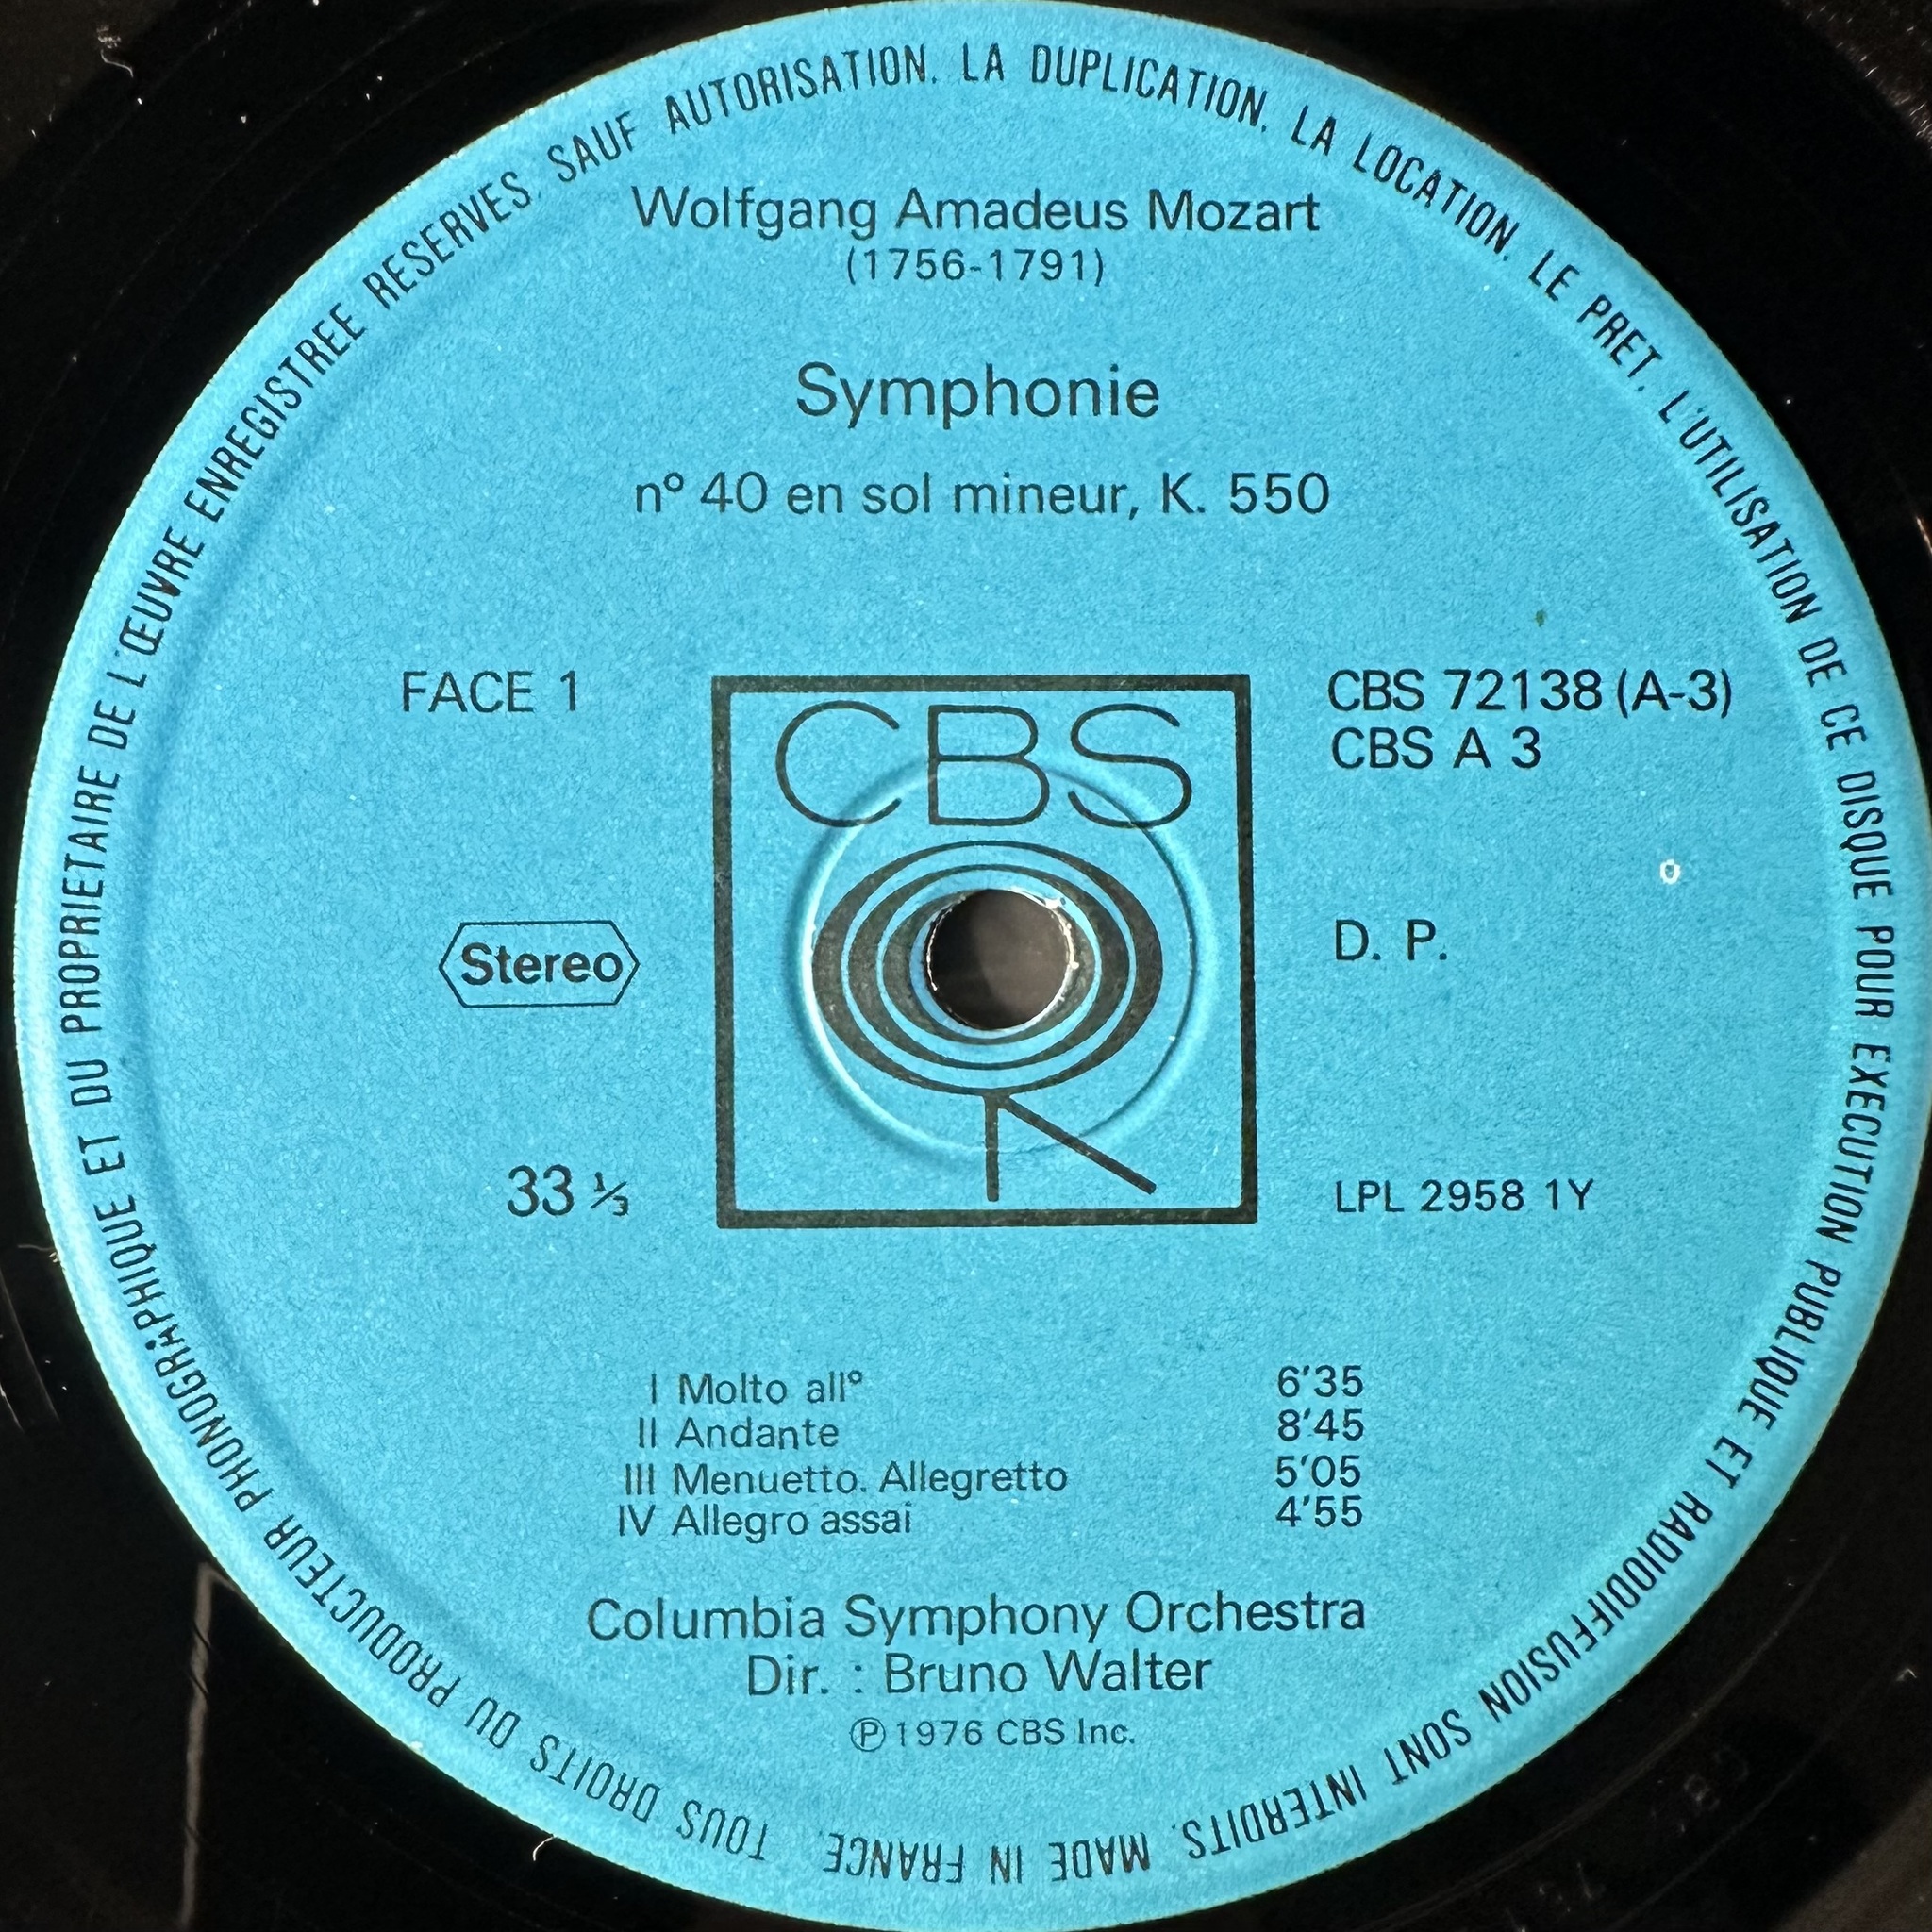 TOUS DROITS DU PRODUCTEUR PHONOGRAPHIQUE ET DU PROPRIETAIRE DE L'ŒUVRE ENREGISTREE RESERVES. SAUF AUTORISATION. LA DUPLICATION. LA LOCATION. LE PRET. L'UTILISATION DE CE DISQUE POUR EXECUTION PUBLIQUE ET RADIODIFFUSION SONT INTERDITS. MADE IN FRANCE.
Wolfgang Amadeus Mozart
(1756-1791)
Symphonie
n° 40 en sol mineur, K. 550
FACE 1
CBS
CBS 72138 (A-3)
CBS A 3
Stereo
D. P.
33 ⅓
LPL 2958 1Y
I Molto all° 6'35
II Andante 8'45
III Menuetto. Allegretto 5'05
IV Allegro assai 4'55
Columbia Symphony Orchestra
Dir. : Bruno Walter
℗ 1976 CBS Inc.